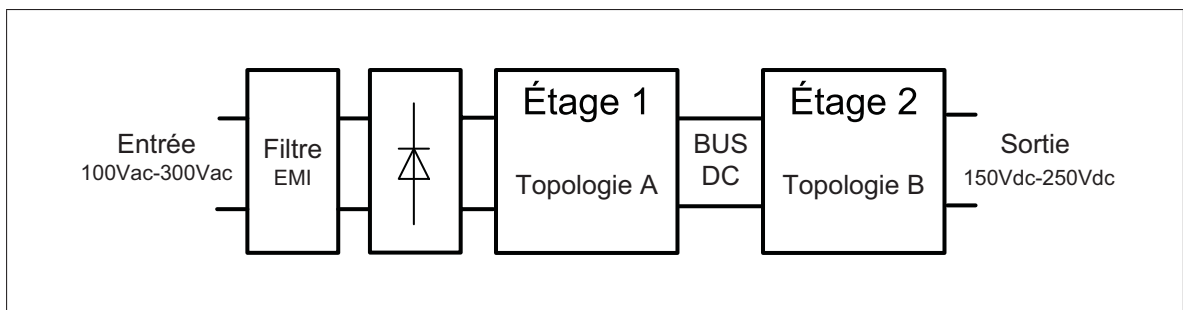 Entrée
100Vac-300Vac
Filtre
EMI
Étage 1
Topologie A
BUS
DC
Étage 2
Topologie B
Sortie
150Vdc-250Vdc